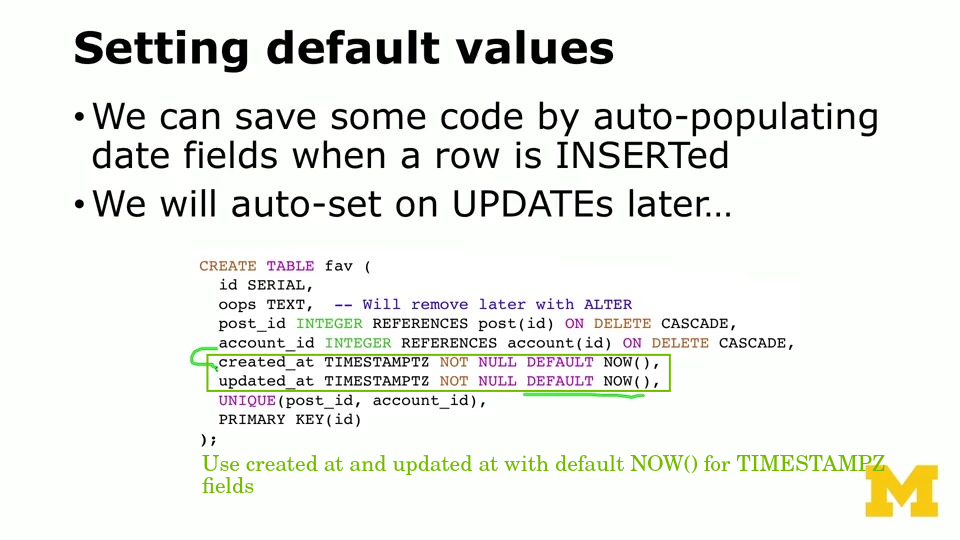 Setting default values
• We can save some code by auto-populating
date fields when a row is INSERTed
• We will auto-set on UPDATEs later…
CREATE TABLE fav (
  id SERIAL,
  oops TEXT,  -- Will remove later with ALTER
  post_id INTEGER REFERENCES post(id) ON DELETE CASCADE,
  account_id INTEGER REFERENCES account(id) ON DELETE CASCADE,
  created_at TIMESTAMPTZ NOT NULL DEFAULT NOW(),
  updated_at TIMESTAMPTZ NOT NULL DEFAULT NOW(),
  UNIQUE(post_id, account_id),
  PRIMARY KEY(id)
);
Use created at and updated at with default NOW() for TIMESTAMPZ
fields
M